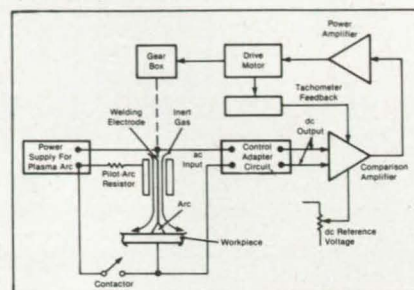 Gear
Box
Drive
Motor
Power
Amplifier
Tachometer
Feedback
Welding
Electrode
Inert
Gas
Power
Supply For
Plasma Arc
Pilot-Arc
Resistor
ac
Input
Control
Adapter
Circuit
dc
Output
Comparison
Amplifier
Arc
Workpiece
dc Reference
Voltage
Contactor